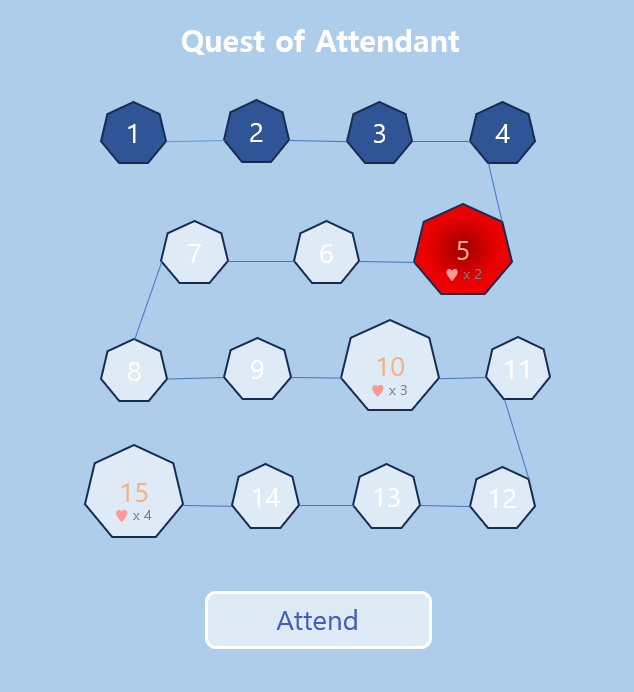 Quest of Attendant
1 2 3 4
7 6 5
♥ x 2
8 9 10 11
♥ x 3
15 14 13 12
♥ x 4
Attend